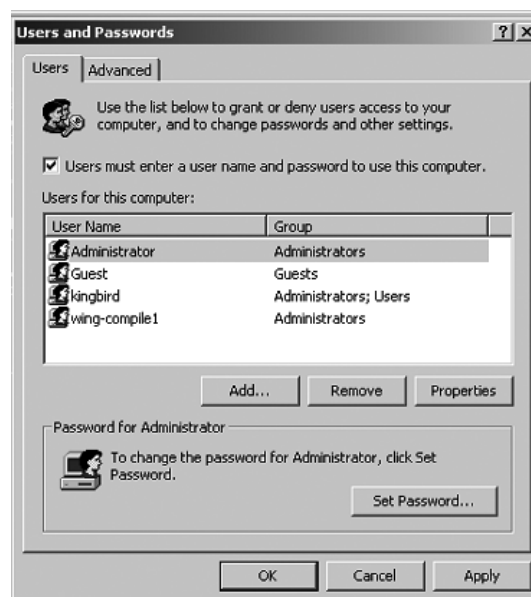 Users and Passwords
Users
Advanced
Use the list below to grant or deny users access to your
computer, and to change passwords and other settings.
Users must enter a user name and password to use this computer.
Users for this computer:
User Name Group
Administrator Administrators
Guest Guests
kingbird Administrators; Users
wing-compile1 Administrators
Add... Remove Properties
Password for Administrator
To change the password for Administrator, click Set
Password.
Set Password...
OK Cancel Apply